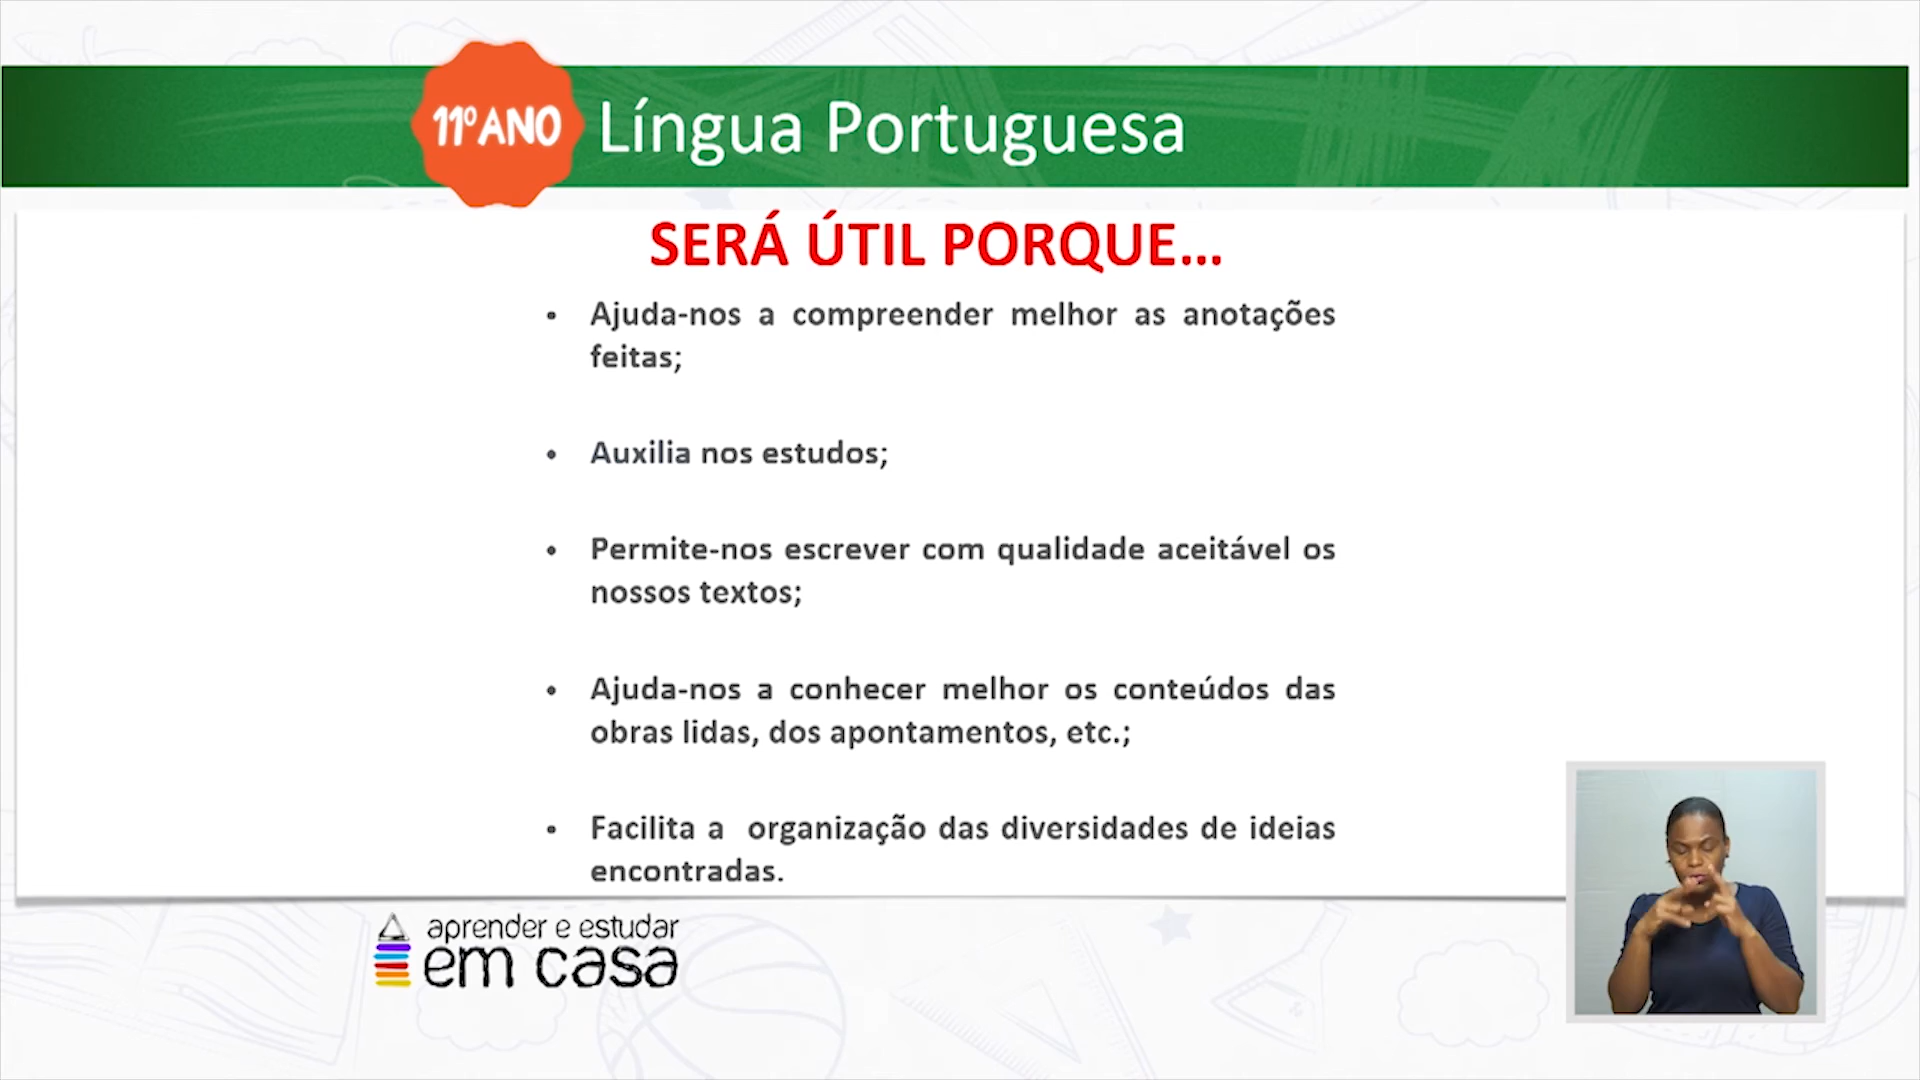 11ºANO Língua Portuguesa
SERÁ ÚTIL PORQUE...
• Ajuda-nos a compreender melhor as anotações
feitas;
• Auxilia nos estudos;
• Permite-nos escrever com qualidade aceitável os
nossos textos;
• Ajuda-nos a conhecer melhor os conteúdos das
obras lidas, dos apontamentos, etc.;
• Facilita a organização das diversidades de ideias
encontradas.
aprender e estudar
em casa